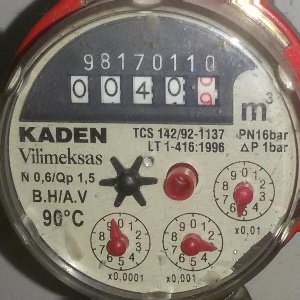 98170110
0040
m³
KADEN
TCS 142/92-1137 PN16bar
Vilimeksas
LT 1-416:1996 ΔP 1bar
N 0,6/Qp 1,5
B.H/A.V
90°C
x0,01
x0,0001
x0,001